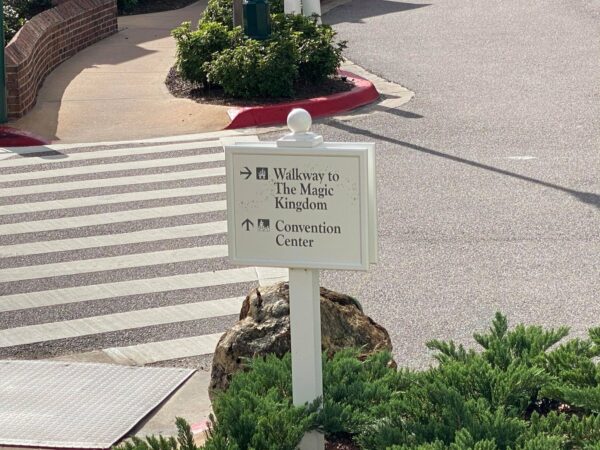 Walkway to
The Magic
Kingdom
Convention
Center